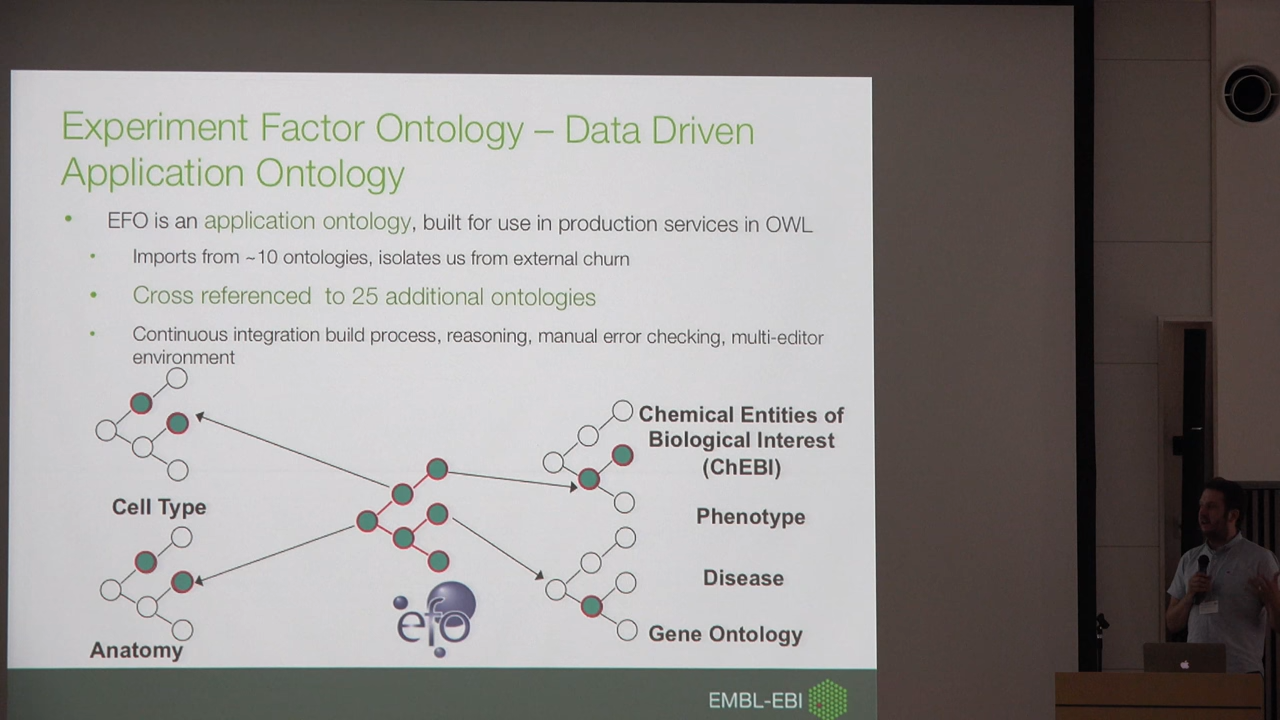 Experiment Factor Ontology – Data Driven
Application Ontology
• EFO is an application ontology, built for use in production services in OWL
• Imports from ~10 ontologies, isolates us from external churn
• Cross referenced to 25 additional ontologies
• Continuous integration build process, reasoning, manual error checking, multi-editor
environment
Cell Type
Anatomy
efo
Chemical Entities of
Biological Interest
(ChEBI)
Phenotype
Disease
Gene Ontology
EMBL-EBI